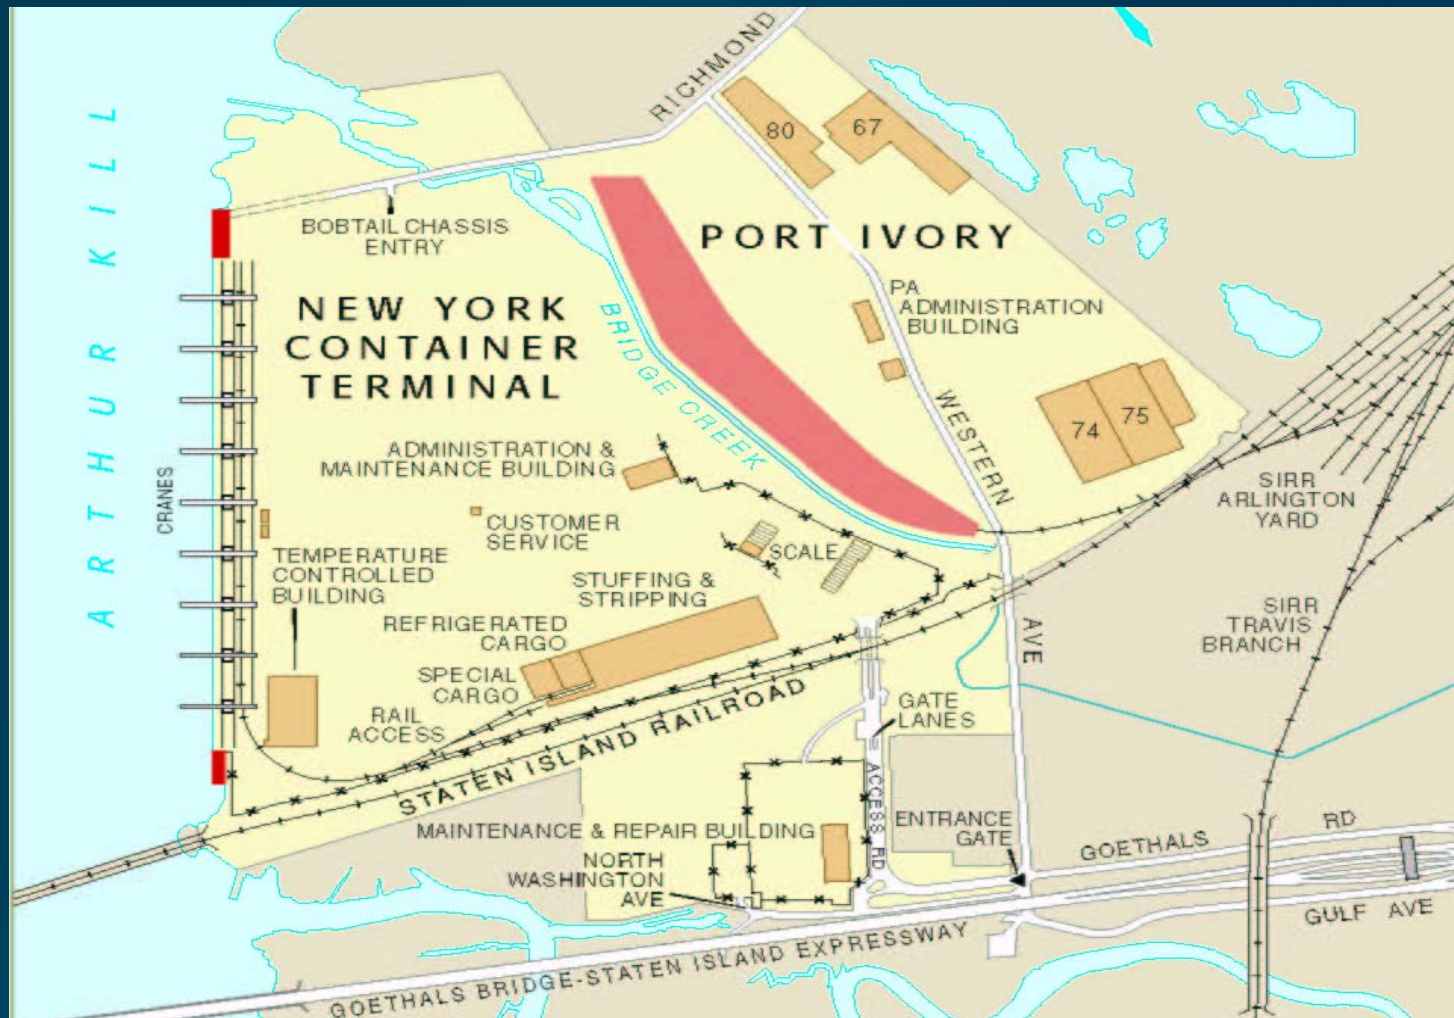 RICHMOND
80
67
ARTHUR KILL
BOBTAIL CHASSIS
ENTRY
PORT IVORY
PA
ADMINISTRATION
BUILDING
NEW YORK
CONTAINER
TERMINAL
BRIDGE CREEK
WESTERN
AVE
74
75
ADMINISTRATION &
MAINTENANCE BUILDING
CRANES
CUSTOMER
SERVICE
SCALE
SIRR
ARLINGTON
YARD
TEMPERATURE
CONTROLLED
BUILDING
STUFFING &
STRIPPING
REFRIGERATED
CARGO
SPECIAL
CARGO
SIRR
TRAVIS
BRANCH
RAIL
ACCESS
GATE
LANES
STATEN ISLAND RAILROAD
ACCESS RD
MAINTENANCE & REPAIR BUILDING
ENTRANCE
GATE
NORTH
WASHINGTON
AVE
GOETHALS RD
GULF AVE
GOETHALS BRIDGE-STATEN ISLAND EXPRESSWAY